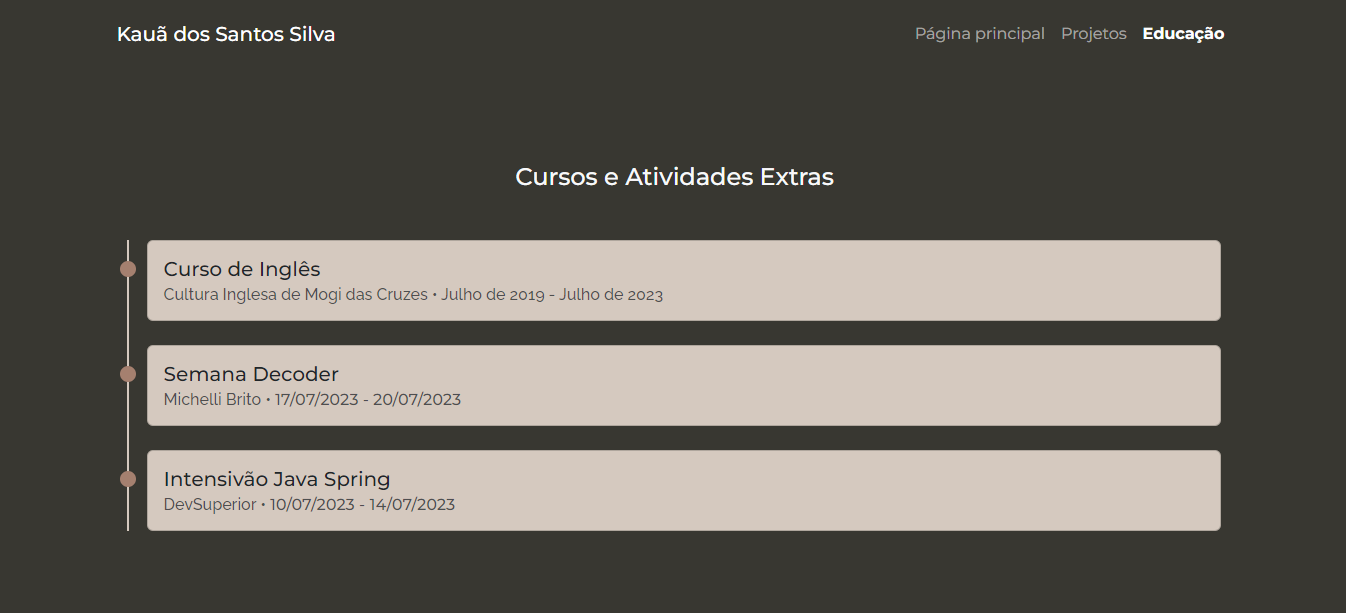 Kauã dos Santos Silva
Página principal Projetos Educação
Cursos e Atividades Extras
Curso de Inglês
Cultura Inglesa de Mogi das Cruzes • Julho de 2019 - Julho de 2023
Semana Decoder
Michelli Brito • 17/07/2023 - 20/07/2023
Intensivão Java Spring
DevSuperior • 10/07/2023 - 14/07/2023